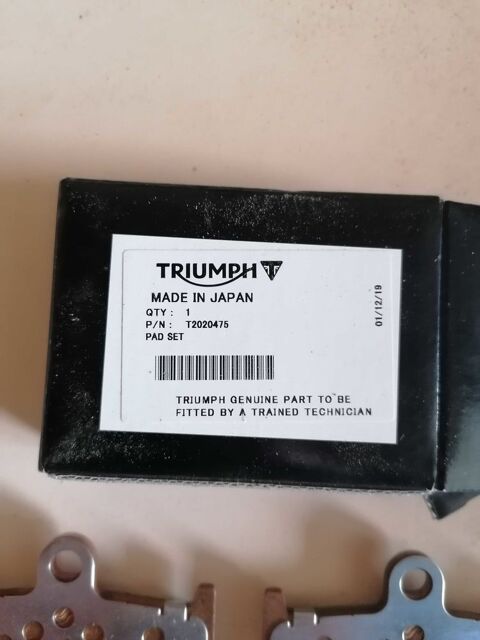 TRIUMPH
MADE IN JAPAN
QTY : 1
P/N : T2020475
PAD SET
TRIUMPH GENUINE PART TO BE
FITTED BY A TRAINED TECHNICIAN
01/12/19